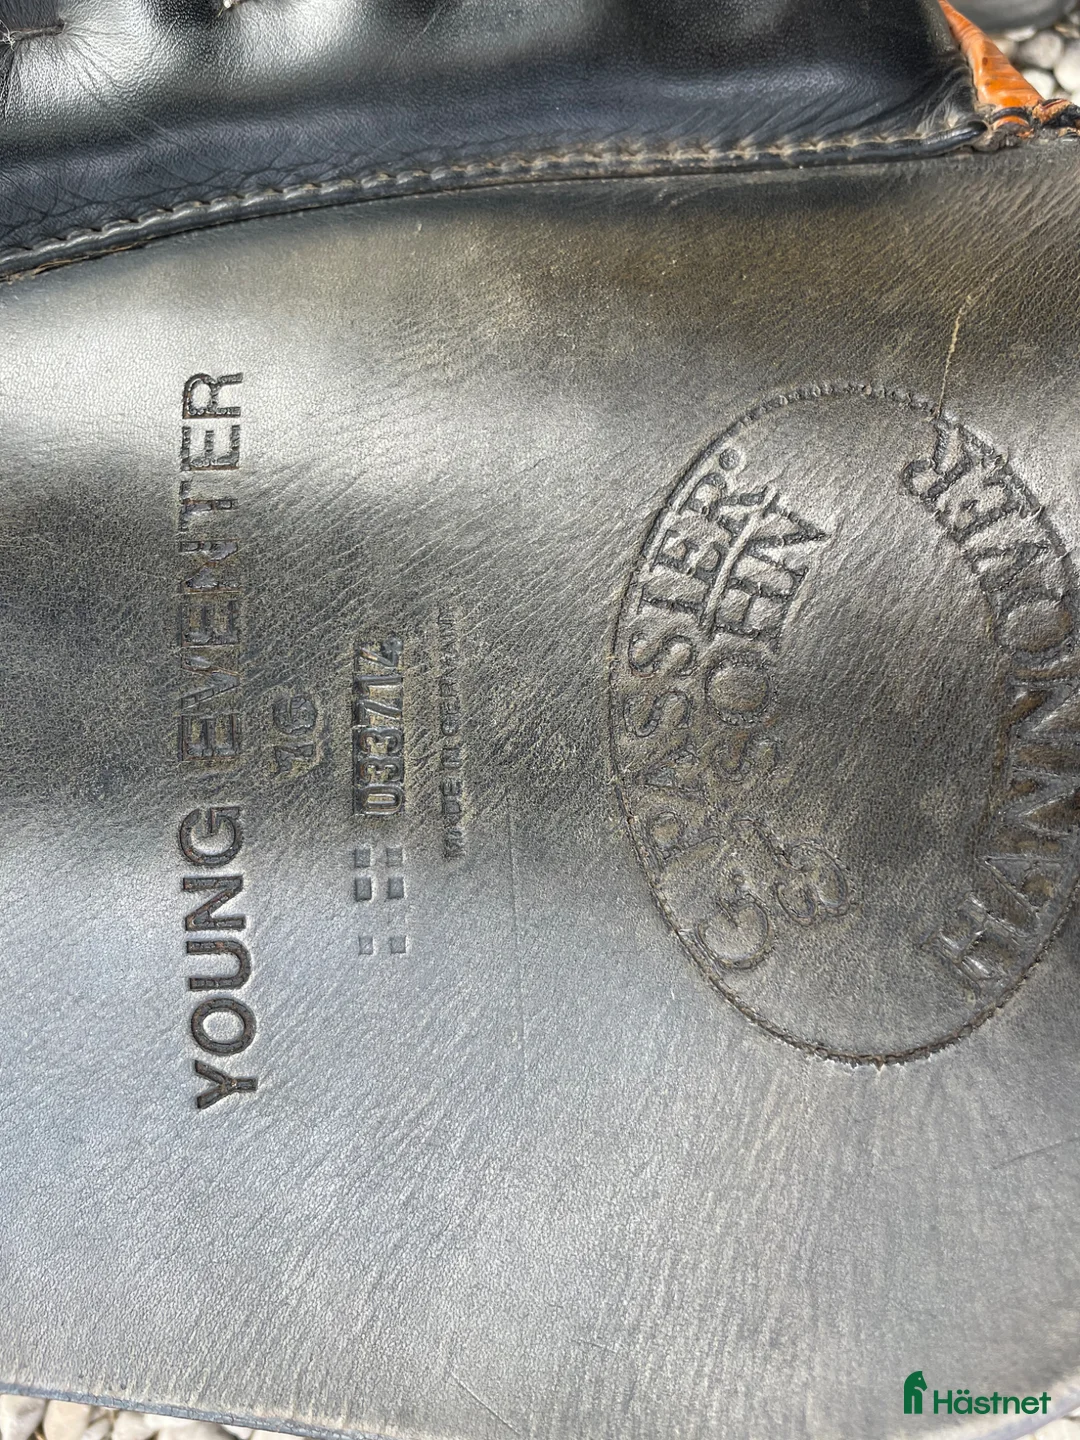 G. PASSIER®
& SOHN
HANNOVER
MADE IN GERMANY
033714
16
YOUNG EVENTER
Hästnet